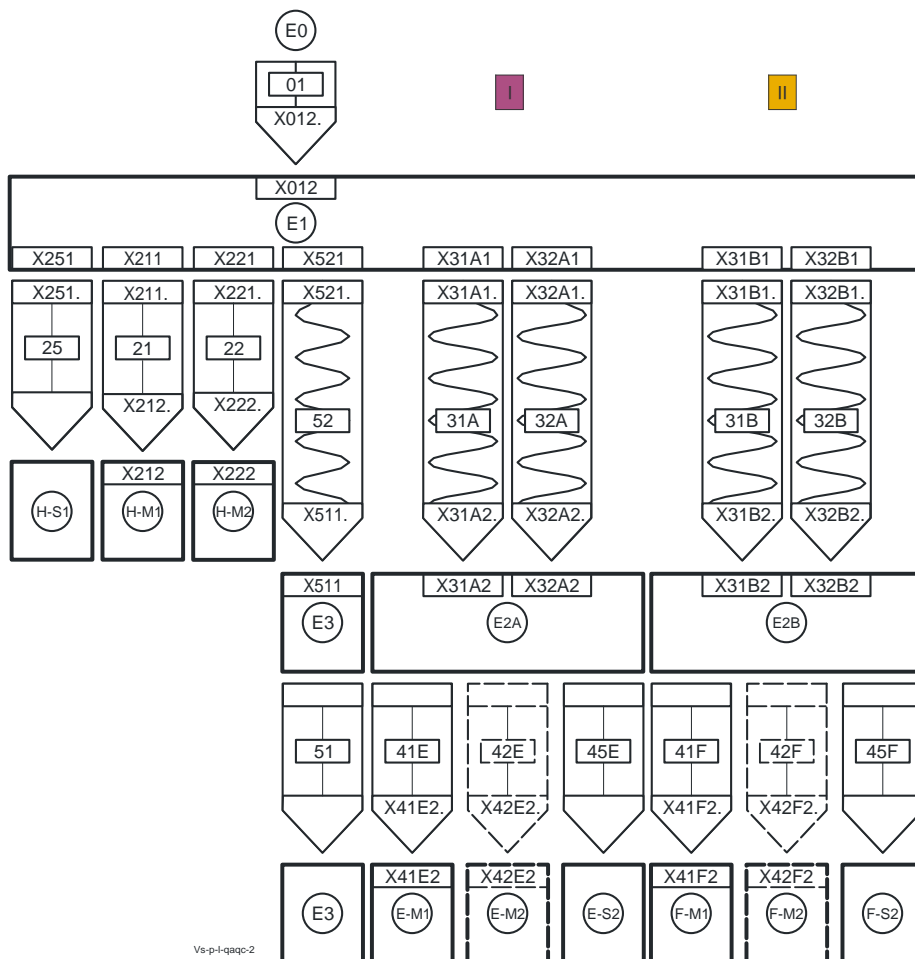 E0
01
I
II
X012.
X012
E1
X251 X211 X221 X521 X31A1 X32A1 X31B1 X32B1
X251. X211. X221. X521. X31A1. X32A1. X31B1. X32B1.
25 21 22
X212. X222.
52 31A 32A 31B 32B
X212 X222
H-S1 H-M1 H-M2
X511. X31A2. X32A2. X31B2. X32B2.
X511 X31A2 X32A2 X31B2 X32B2
E3 E2A E2B
51 41E 42E 45E 41F 42F 45F
X41E2. X42E2. X41F2. X42F2.
X41E2 X42E2 X41F2 X42F2
E3 E-M1 E-M2 E-S2 F-M1 F-M2 F-S2
Vs-p-l-qaqc-2